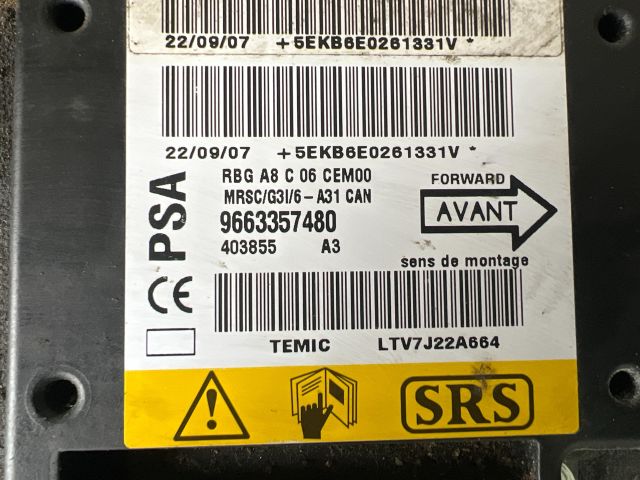 22/09/07 +5EKB6E0261331V *
22/09/07 +5EKB6E0261331V *
RBG A8 C 06 CEM00
MRSC/G3I/6-A31 CAN
9663357480
403855 A3
PSA
CE
FORWARD
AVANT
sens de montage
TEMIC LTV7J22A664
SRS